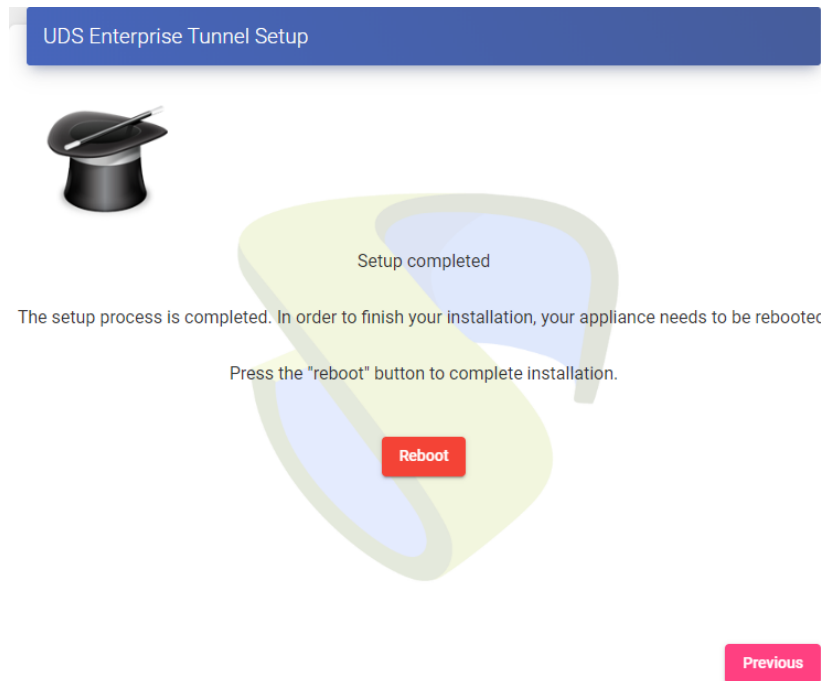 UDS Enterprise Tunnel Setup
Setup completed
The setup process is completed. In order to finish your installation, your appliance needs to be rebooted
Press the "reboot" button to complete installation.
Reboot
Previous